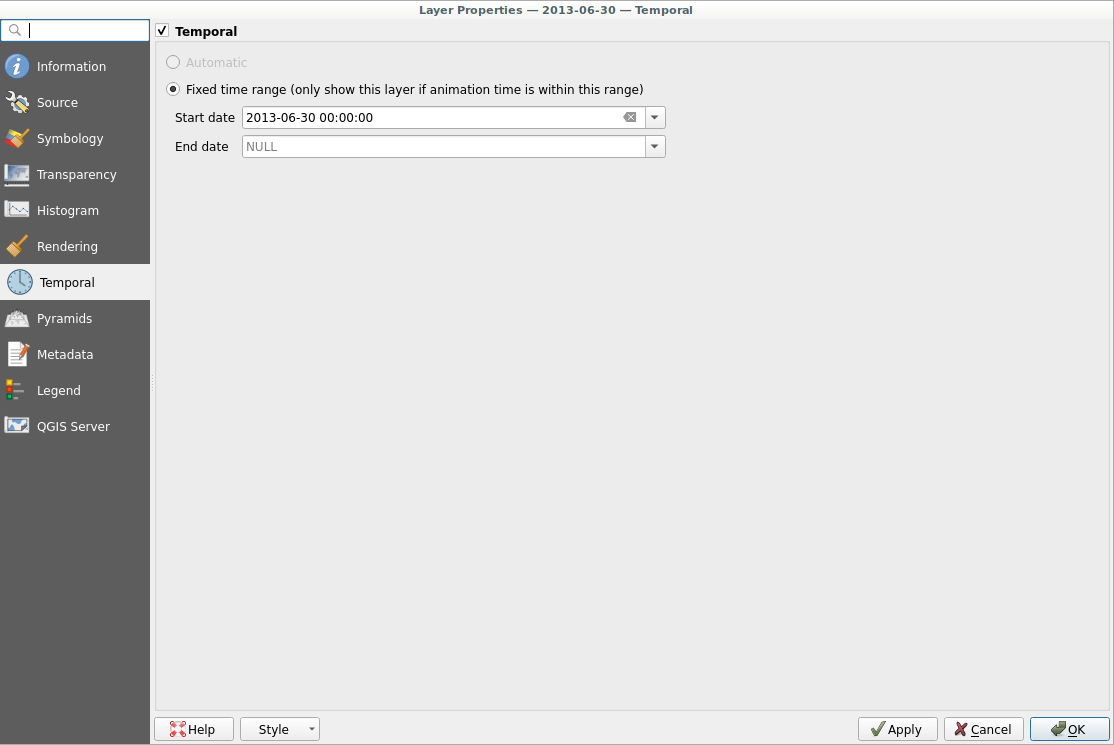 Layer Properties — 2013-06-30 — Temporal
Temporal
Information
Source
Symbology
Transparency
Histogram
Rendering
Temporal
Pyramids
Metadata
Legend
QGIS Server
Automatic
Fixed time range (only show this layer if animation time is within this range)
Start date 2013-06-30 00:00:00
End date NULL
Help Style Apply Cancel OK